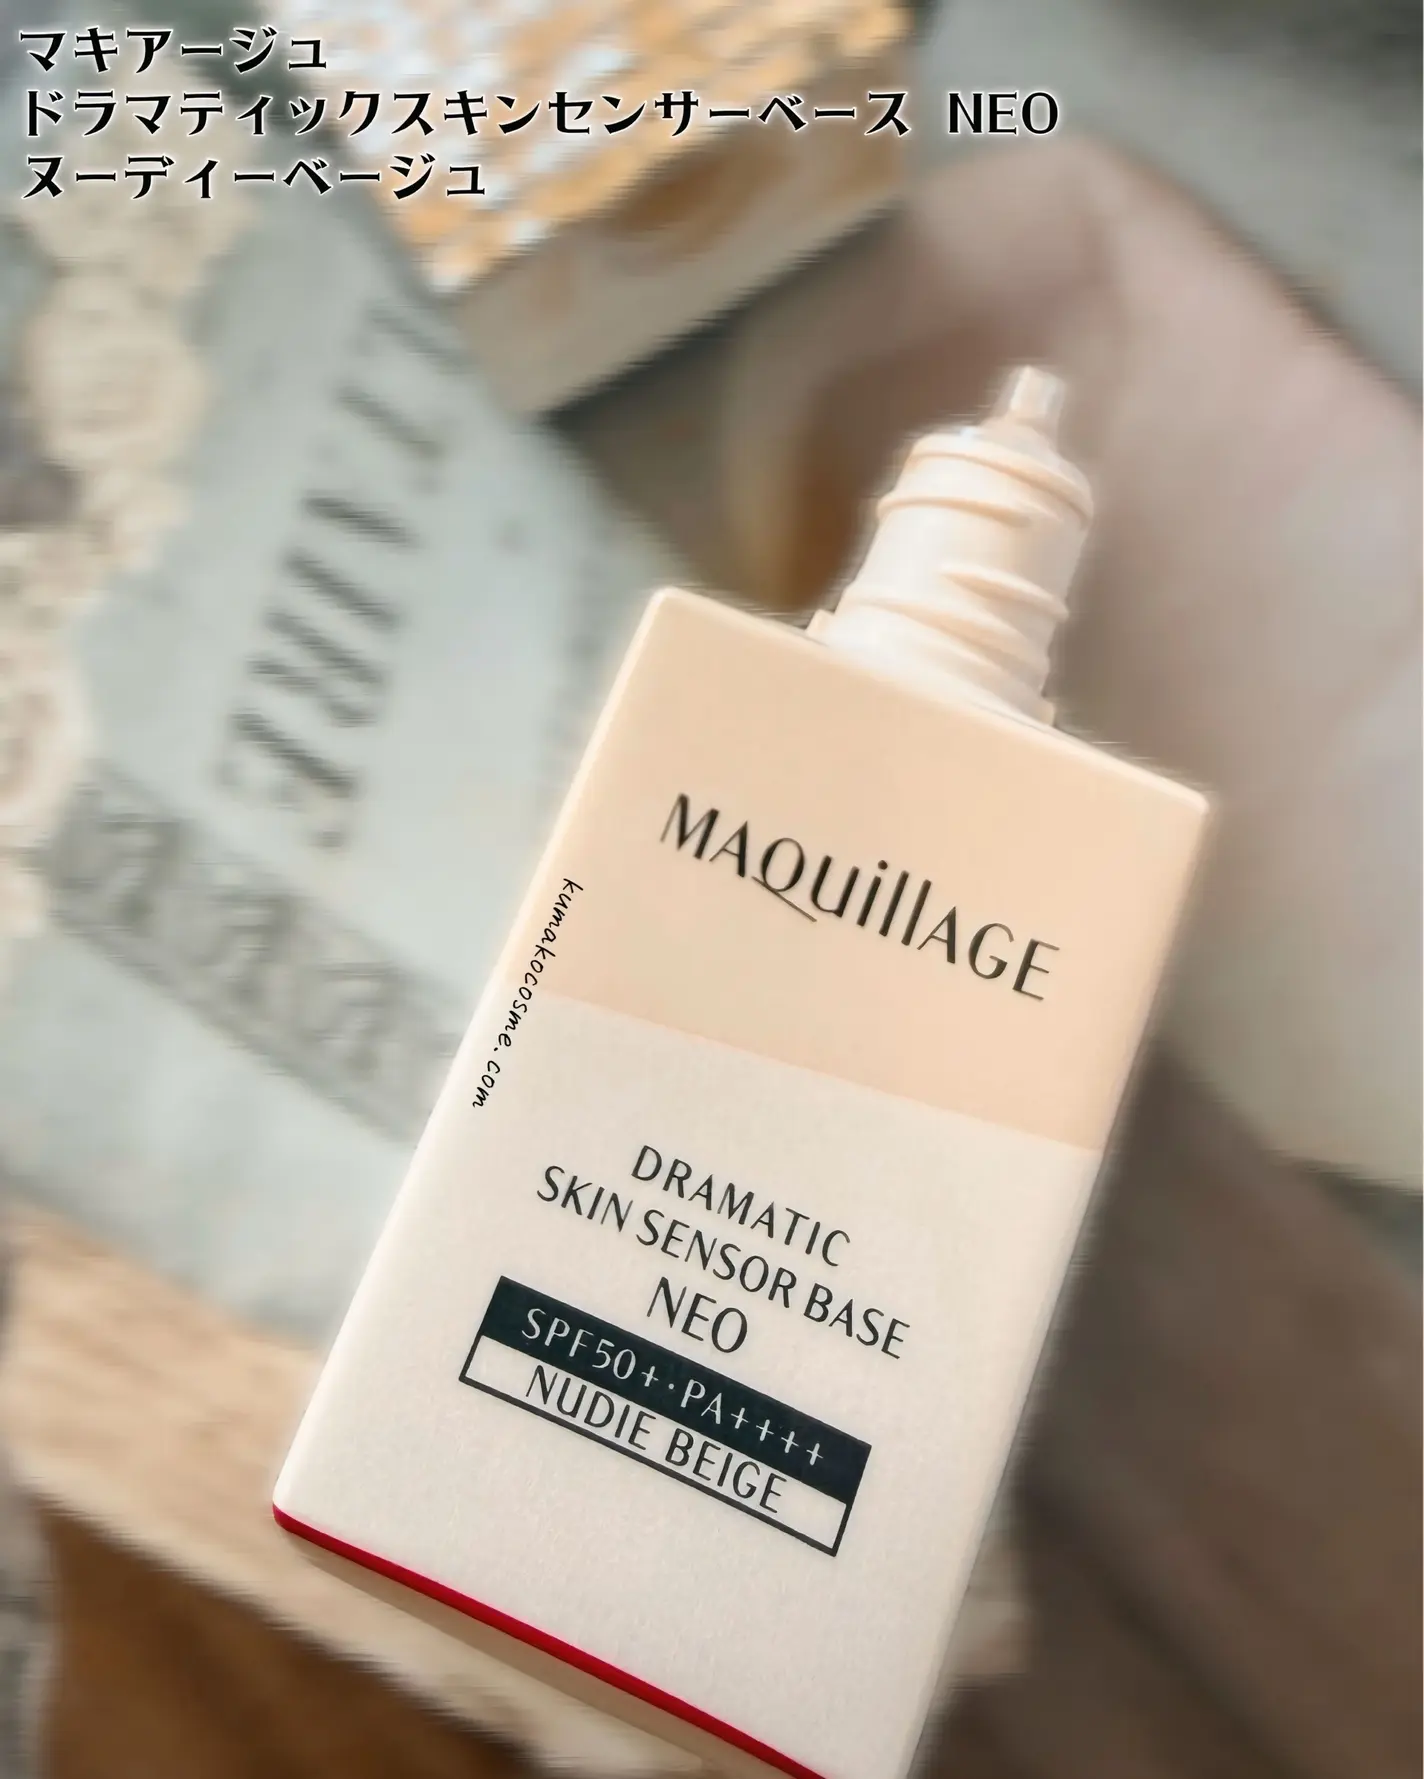 マキアージュ
ドラマティックスキンセンサーベース NEO
ヌーディーベージュ
MAQuillAGE
kumakocosme.com
DRAMATIC
SKIN SENSOR BASE
NEO
SPF50+・PA++++
NUDIE BEIGE